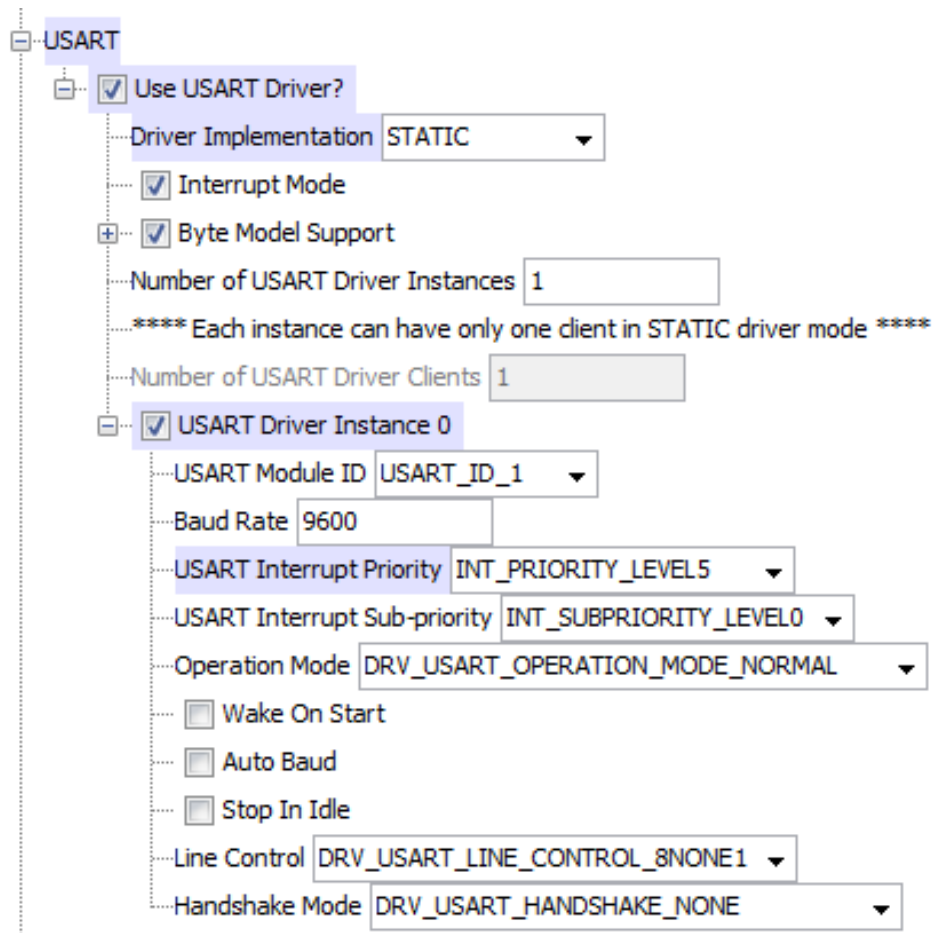 USART
Use USART Driver?
Driver Implementation STATIC
Interrupt Mode
Byte Model Support
Number of USART Driver Instances 1
**** Each instance can have only one client in STATIC driver mode ****
Number of USART Driver Clients 1
USART Driver Instance 0
USART Module ID USART_ID_1
Baud Rate 9600
USART Interrupt Priority INT_PRIORITY_LEVEL5
USART Interrupt Sub-priority INT_SUBPRIORITY_LEVEL0
Operation Mode DRV_USART_OPERATION_MODE_NORMAL
Wake On Start
Auto Baud
Stop In Idle
Line Control DRV_USART_LINE_CONTROL_8NONE1
Handshake Mode DRV_USART_HANDSHAKE_NONE